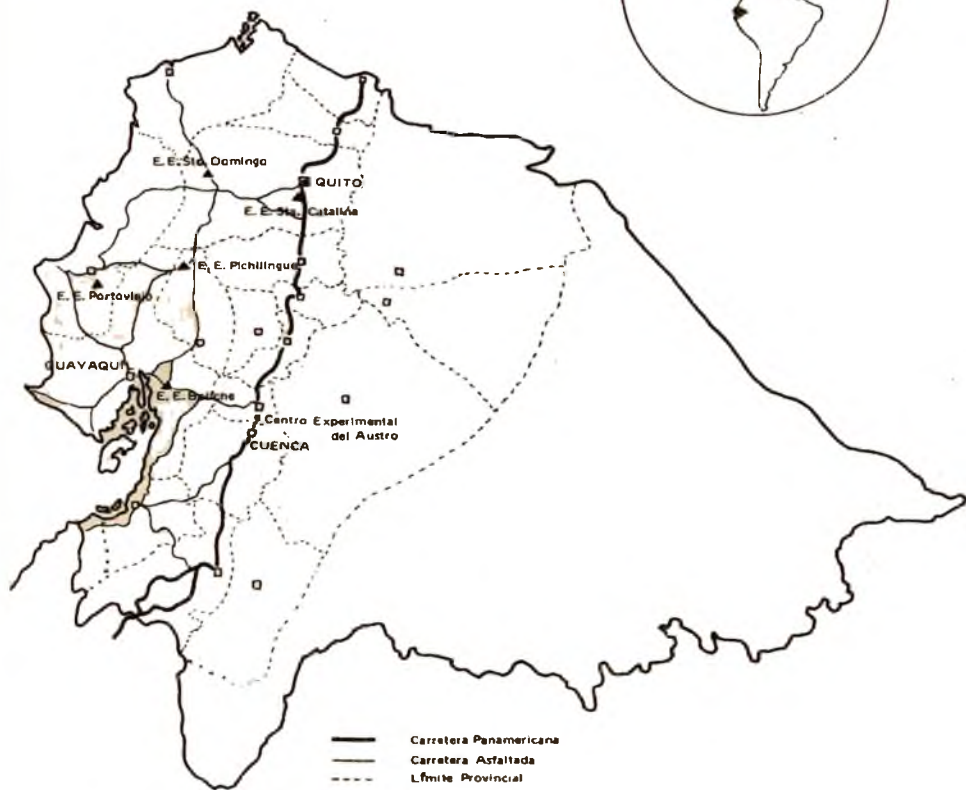 E. E. Sto. Domingo
QUITO
E. E. Sta. Catalina
E. E. Pichilingue
E. E. Portoviejo
GUAYAQUIL
E. E. Boliche
Centro Experimental
del Austro
CUENCA
Carretera Panamericana
Carretera Asfaltada
Límite Provincial